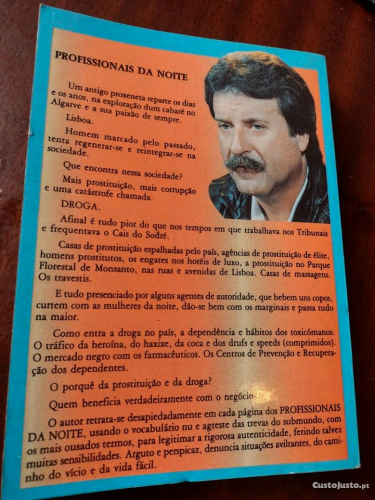 PROFISSIONAIS DA NOITE
Um antigo proxeneta reparte os dias
e os anos, na exploração dum cabaré no
Algarve e a sua paixão de sempre.
Lisboa.
Homem marcado pelo passado,
tenta regenerar-se e reintegrar-se na
sociedade.
Que encontra nessa sociedade?
Mais prostituição, mais corrupção
e uma catástrofe chamada.
DROGA.
Afinal é tudo pior do que nos tempos em que trabalhava nos Tribunais
e frequentava o Cais do Sodré.
Casas de prostituição espalhadas pelo país, agências de prostituição de élite,
homens prostitutos, os engates nos hotéis de luxo, a prostituição no Parque
Florestal de Monsanto, nas ruas e avenidas de Lisboa. Casas de massagens.
Os travestis.
E tudo presenciado por alguns agentes de autoridade, que bebem uns copos,
curtem com as mulheres da noite, dão-se bem com os marginais e passa tudo
na maior.
Como entra a droga no país, a dependência e hábitos dos toxicómanos.
O tráfico da heroína, do haxixe, da coca e dos drufs e speeds (comprimidos).
O mercado negro com os farmacêuticos. Os Centros de Prevenção e Recupera-
ção dos dependentes.
O porquê da prostituição e da droga?
Quem beneficia verdadeiramente com o negócio
O autor retrata-se desapiedadamente em cada página dos PROFISSIONAIS
DA NOITE, usando o vocabulário nu e agreste das trevas do submundo, com
os mais ousados termos, para legitimar a rigorosa autenticidade, ferindo talvez
muitas sensibilidades. Arguto e perspicaz, denuncia situações aviltantes, do cami-
nho do vício e da vida fácil.
CustoJusto.pt